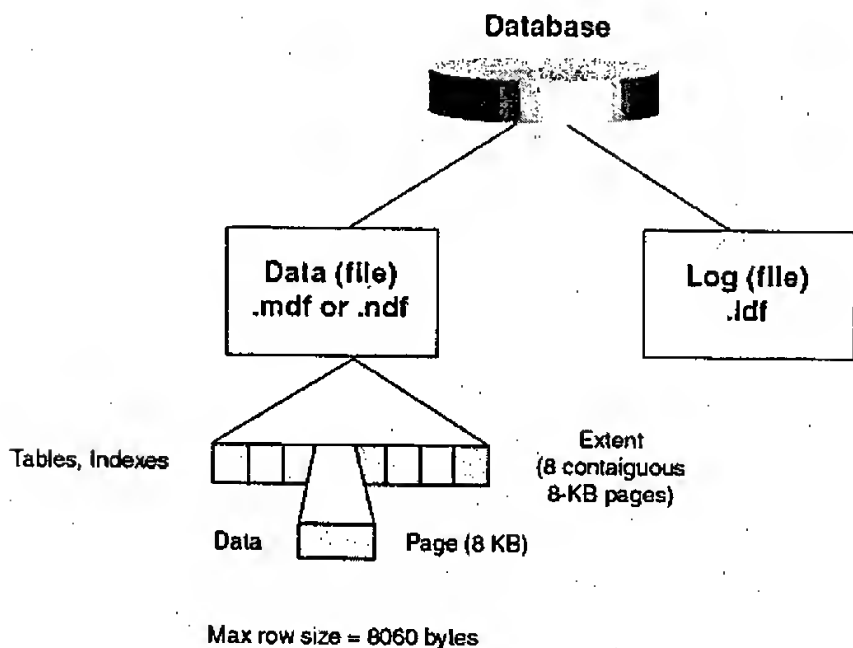 Database
Data (file)
.mdf or .ndf
Log (file)
.ldf
Tables, Indexes
Extent
(8 contaiguous
8-KB pages)
Data
Page (8 KB)
Max row size = 8060 bytes